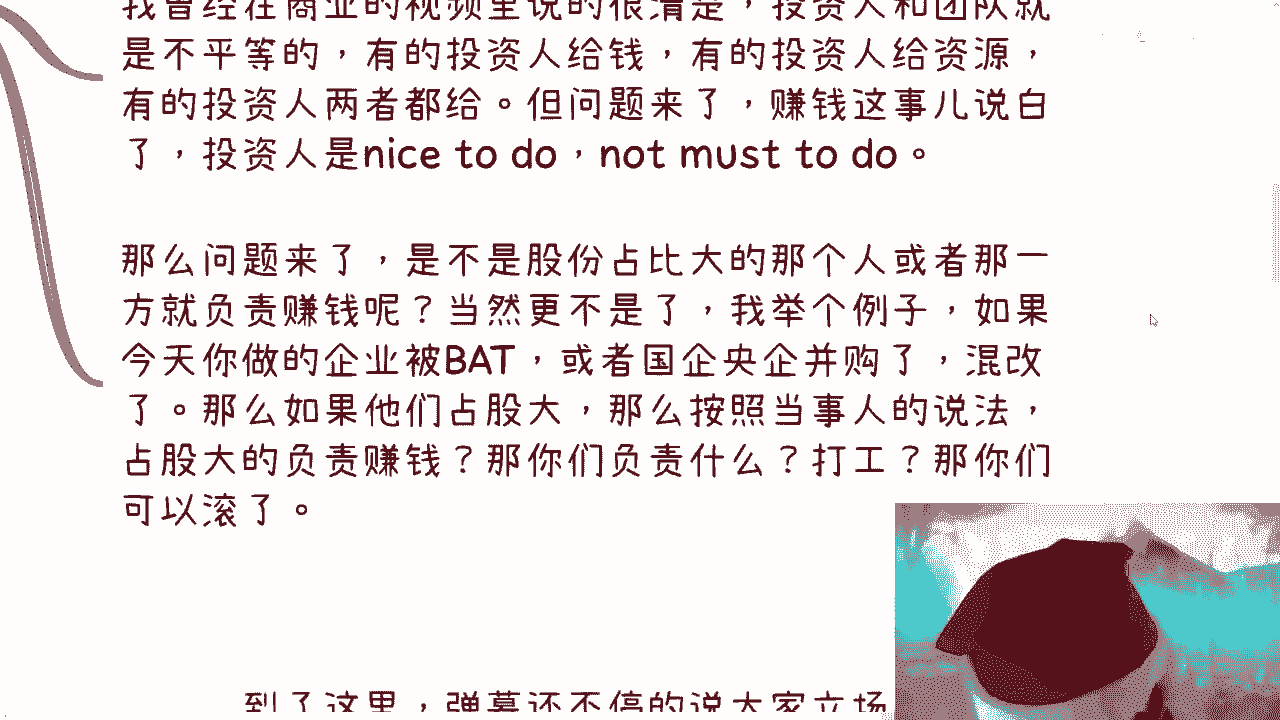 我曾经在商业的视频里说的很清楚，投资人和团队就
是不平等的，有的投资人给钱，有的投资人给资源，
有的投资人两者都给。但问题来了，赚钱这事儿说白
了，投资人是nice to do，not must to do。
那么问题来了，是不是股份占比大的那个人或者那一
方就负责赚钱呢？当然更不是了，我举个例子，如果
今天你做的企业被BAT，或者国企央企并购了，混改
了。那么如果他们占股大，那么按照当事人的说法，
占股大的负责赚钱？那你们负责什么？打工？那你们
可以滚了。
到了这里，弹幕还不停的说大家立场